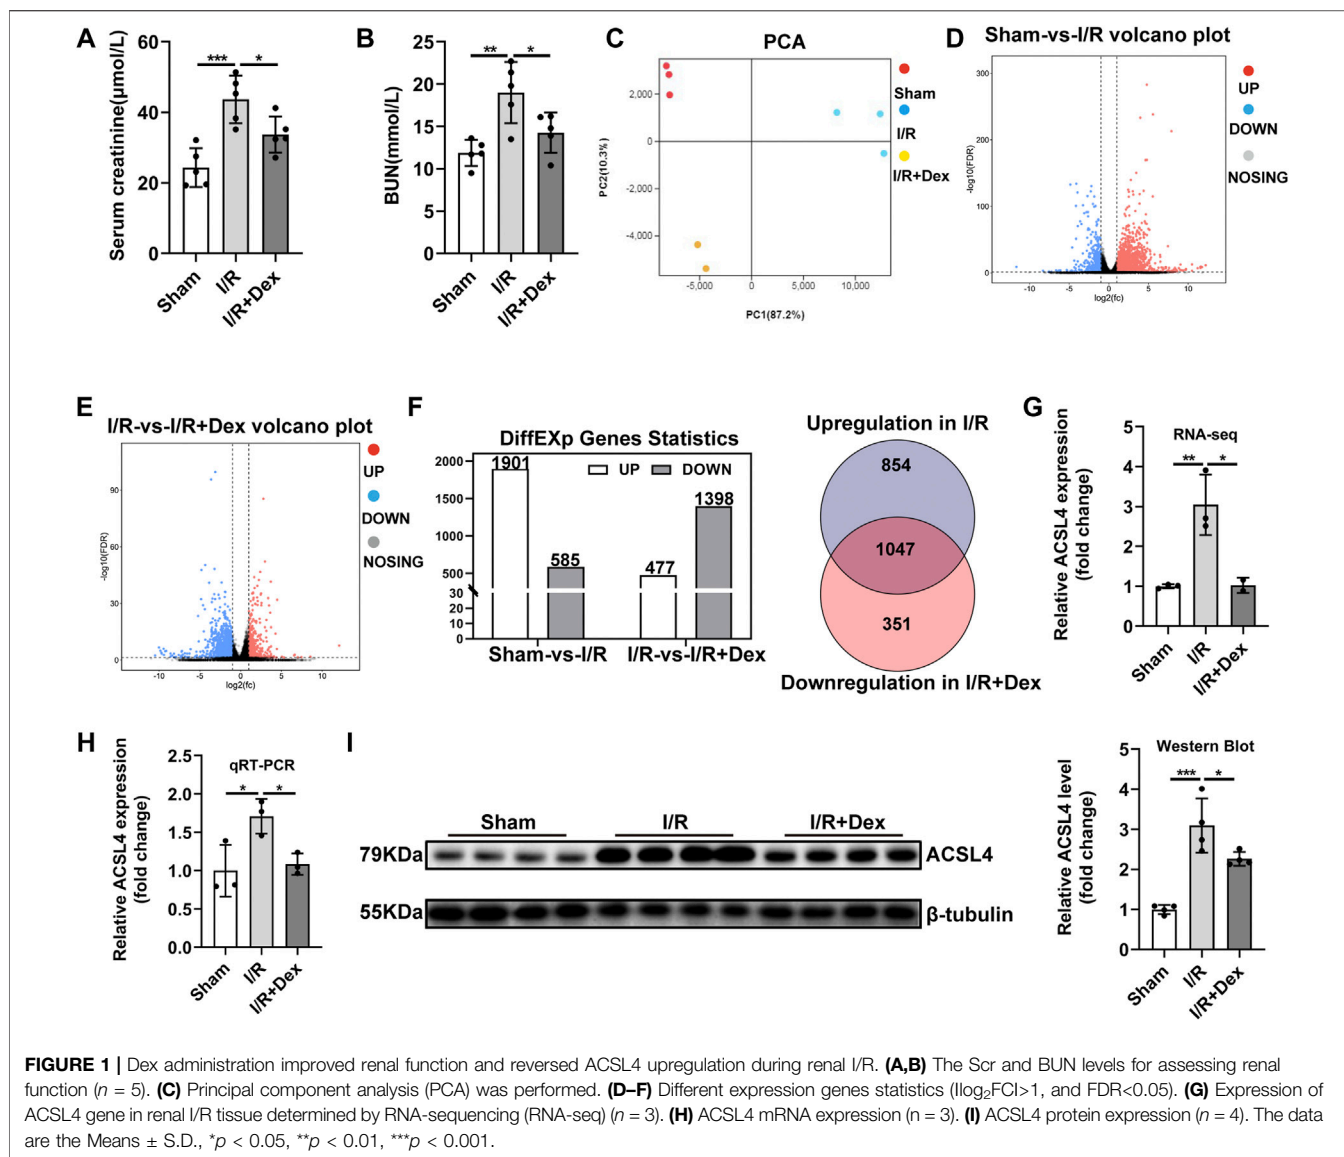 A
60
40
20
0
Serum creatinine(μmol/L)
***
*
Sham
I/R
I/R+Dex
B
25
20
15
10
5
0
BUN(mmol/L)
**
*
Sham
I/R
I/R+Dex
C
PCA
2,000
0
-2,000
-4,000
PC2(10.3%)
-5,000
0
5,000
10,000
PC1(87.2%)
Sham
I/R
I/R+Dex
D
Sham-vs-I/R volcano plot
300
200
100
0
-log10(FDR)
-10
-5
0
5
10
log2(fc)
UP
DOWN
NOSING
E
I/R-vs-I/R+Dex volcano plot
90
60
30
0
-log10(FDR)
-10
-5
0
5
10
log2(fc)
UP
DOWN
NOSING
F
DiffEXp Genes Statistics
2000
1500
1000
500
30
20
10
0
UP
DOWN
1901
585
477
1398
Sham-vs-I/R
I/R-vs-I/R+Dex
Upregulation in I/R
854
1047
351
Downregulation in I/R+Dex
G
RNA-seq
5
4
3
2
1
0
Relative ACSL4 expression
(fold change)
**
*
Sham
I/R
I/R+Dex
H
qRT-PCR
2.5
2.0
1.5
1.0
0.5
0.0
Relative ACSL4 expression
(fold change)
*
*
Sham
I/R
I/R+Dex
I
Sham
I/R
I/R+Dex
79KDa
ACSL4
55KDa
β-tubulin
Western Blot
5
4
3
2
1
0
Relative ACSL4 level
(fold change)
***
*
Sham
I/R
I/R+Dex
FIGURE 1 | Dex administration improved renal function and reversed ACSL4 upregulation during renal I/R. (A,B) The Scr and BUN levels for assessing renal
function (n = 5). (C) Principal component analysis (PCA) was performed. (D–F) Different expression genes statistics (Ilog2FCI>1, and FDR<0.05). (G) Expression of
ACSL4 gene in renal I/R tissue determined by RNA-sequencing (RNA-seq) (n = 3). (H) ACSL4 mRNA expression (n = 3). (I) ACSL4 protein expression (n = 4). The data
are the Means ± S.D., *p < 0.05, **p < 0.01, ***p < 0.001.